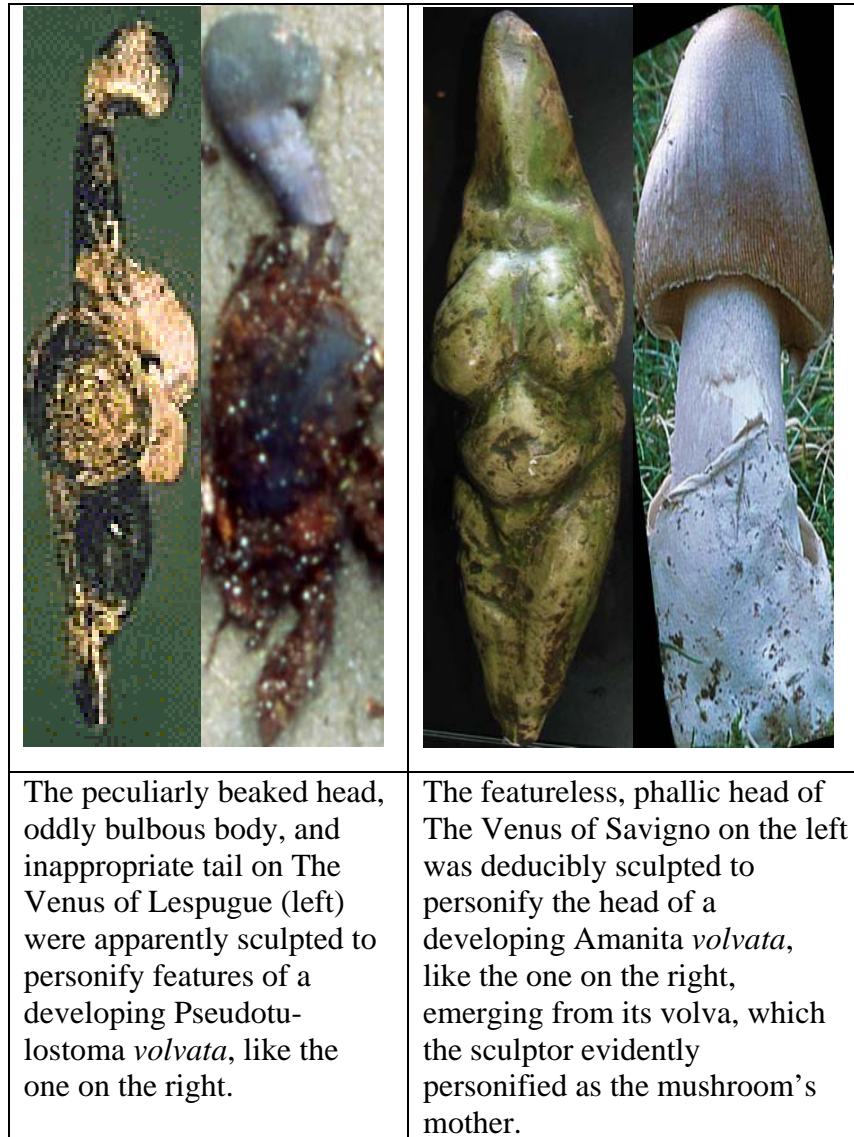 The peculiarly beaked head,
oddly bulbous body, and
inappropriate tail on The
Venus of Lespugue (left)
were apparently sculpted to
personify features of a
developing Pseudotu-
lostoma volvata, like the
one on the right.
The featureless, phallic head of
The Venus of Savigno on the left
was deducibly sculpted to
personify the head of a
developing Amanita volvata,
like the one on the right,
emerging from its volva, which
the sculptor evidently
personified as the mushroom’s
mother.